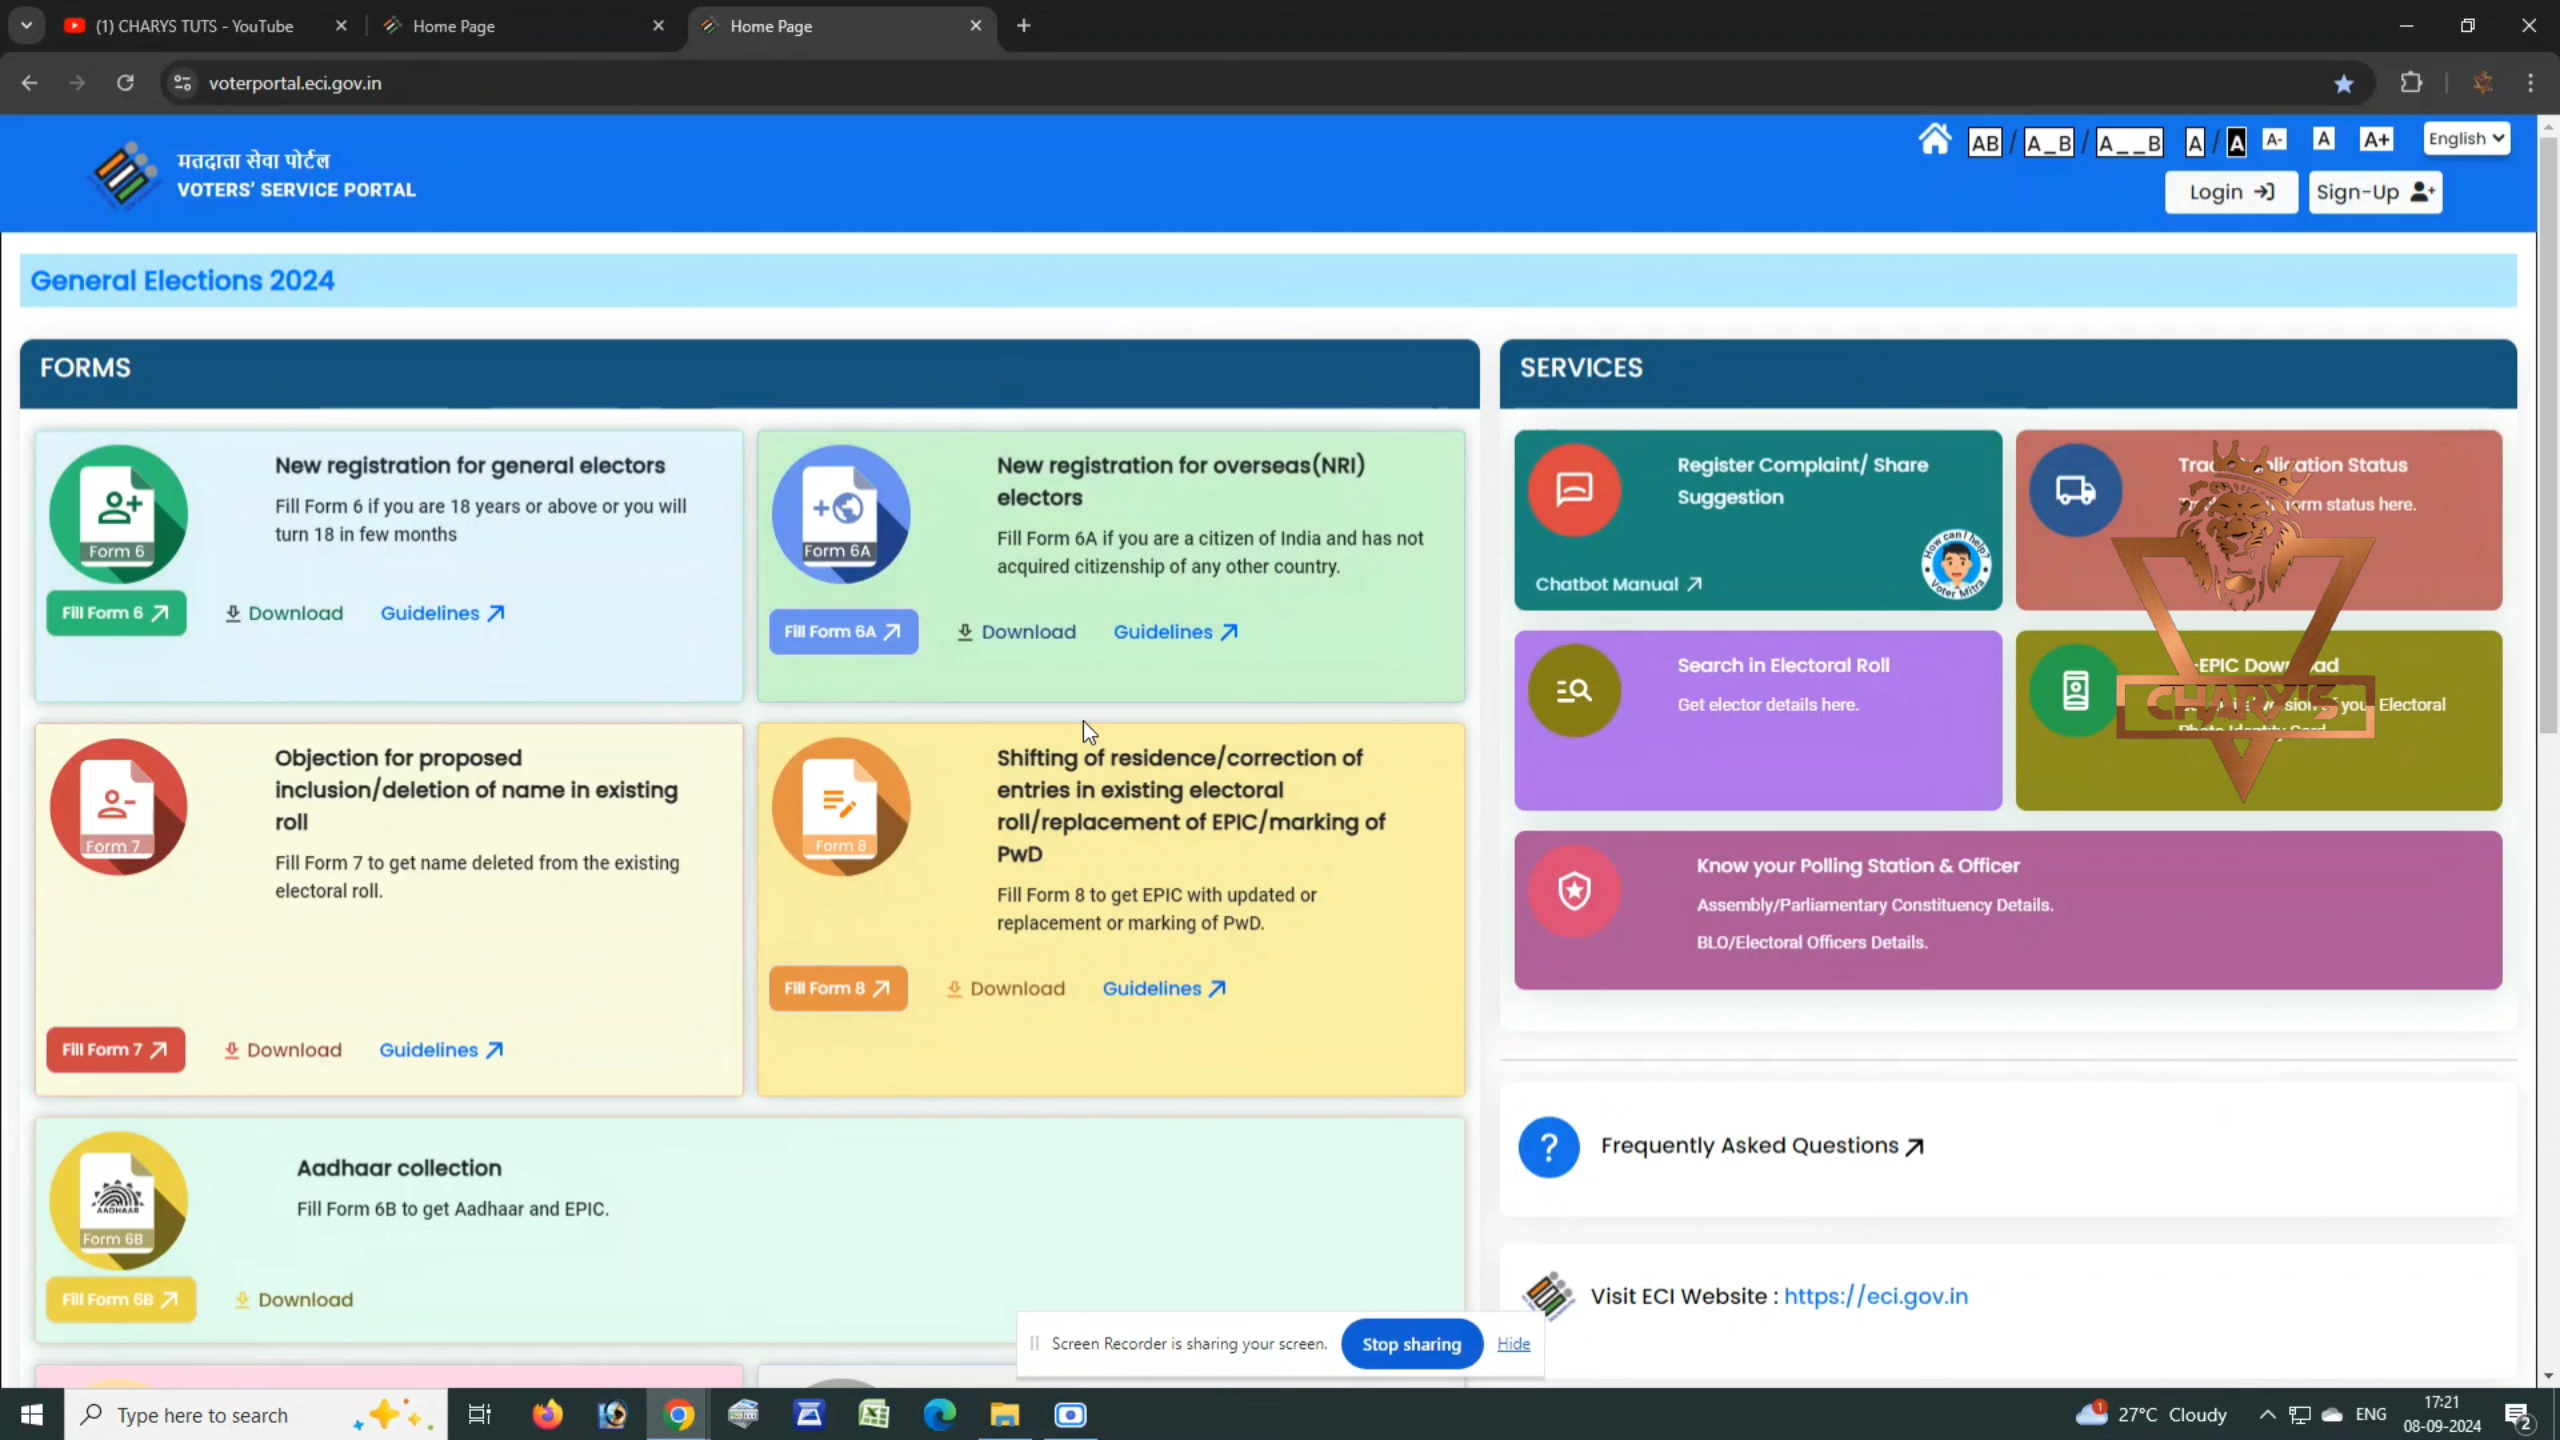 (1) CHARYS TUTS - YouTube
Home Page
Home Page
voterportal.eci.gov.in
मतदाता सेवा पोर्टल
VOTERS' SERVICE PORTAL
AB / A_B / A__B A / A A- A A+ English
Login Sign-Up
General Elections 2024
FORMS
New registration for general electors
Fill Form 6 if you are 18 years or above or you will
turn 18 in few months
Form 6
Fill Form 6 Download Guidelines
New registration for overseas(NRI)
electors
Fill Form 6A if you are a citizen of India and has not
acquired citizenship of any other country.
Form 6A
Fill Form 6A Download Guidelines
Objection for proposed
inclusion/deletion of name in existing
roll
Form 7
Fill Form 7 to get name deleted from the existing
electoral roll.
Fill Form 7 Download Guidelines
Shifting of residence/correction of
entries in existing electoral
roll/replacement of EPIC/marking of
PwD
Form 8
Fill Form 8 to get EPIC with updated or
replacement or marking of PwD.
Fill Form 8 Download Guidelines
Aadhaar collection
Fill Form 6B to get Aadhaar and EPIC.
AADHAAR
Form 6B
Fill Form 6B Download
SERVICES
Register Complaint/ Share
Suggestion
How can I help?
Voter Mitra
Chatbot Manual
Status
status here.
Search in Electoral Roll
Get elector details here.
Electoral
CHARY'S
Know your Polling Station & Officer
Assembly/Parliamentary Constituency Details.
BLO/Electoral Officers Details.
? Frequently Asked Questions
Visit ECI Website : https://eci.gov.in
Screen Recorder is sharing your screen. Stop sharing Hide
Type here to search
1 27°C Cloudy ENG
17:21
08-09-2024
2